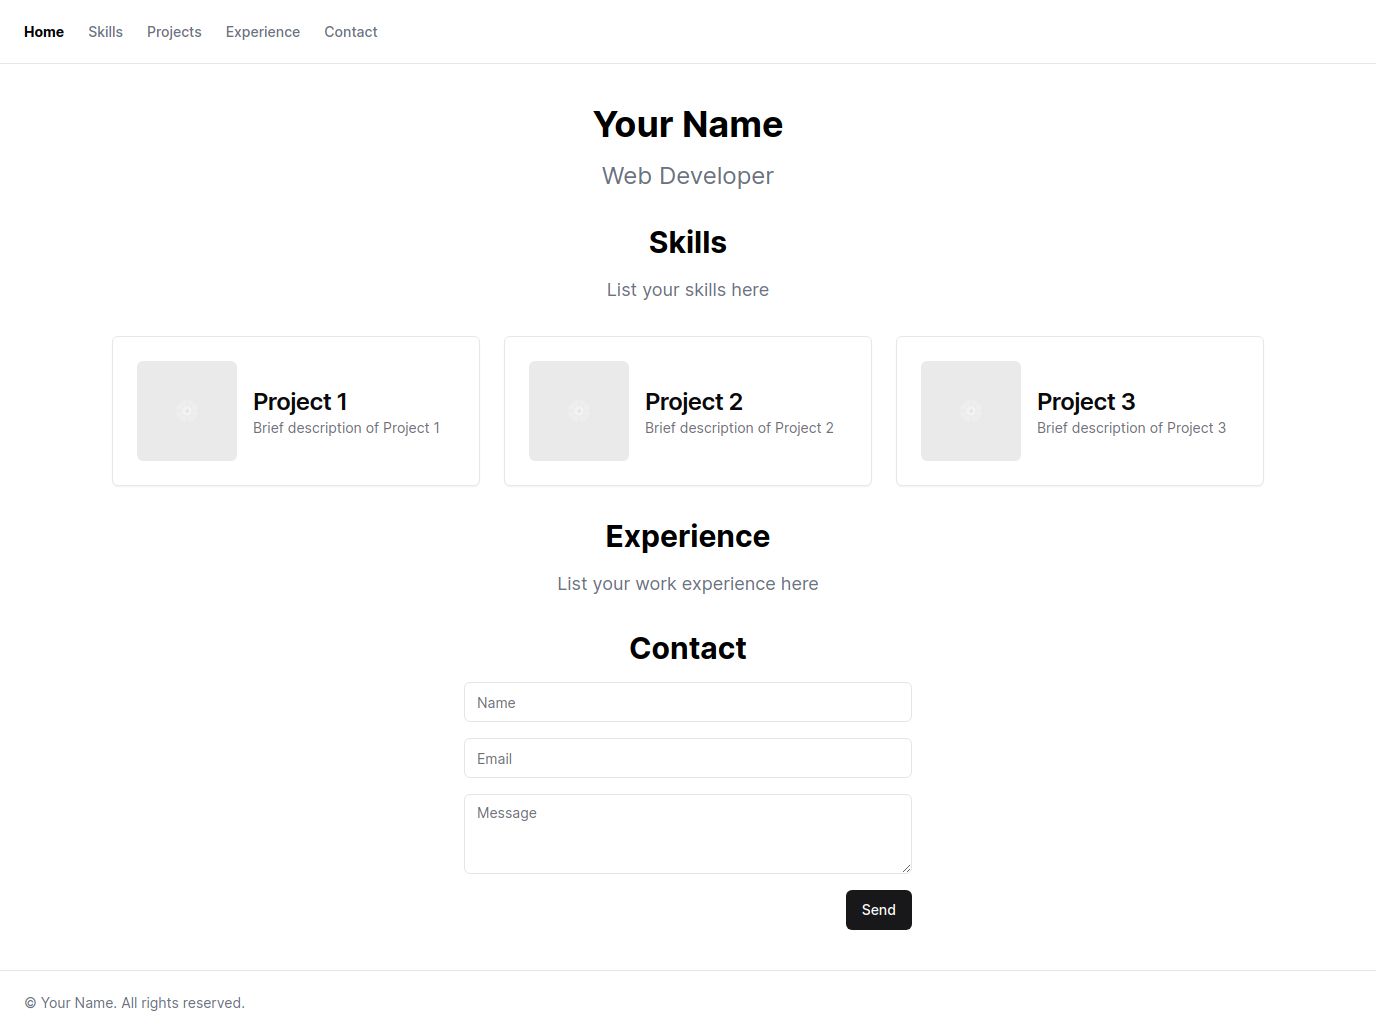 Home Skills Projects Experience Contact
Your Name
Web Developer
Skills
List your skills here
Project 1
Brief description of Project 1
Project 2
Brief description of Project 2
Project 3
Brief description of Project 3
Experience
List your work experience here
Contact
Name
Email
Message
Send
© Your Name. All rights reserved.